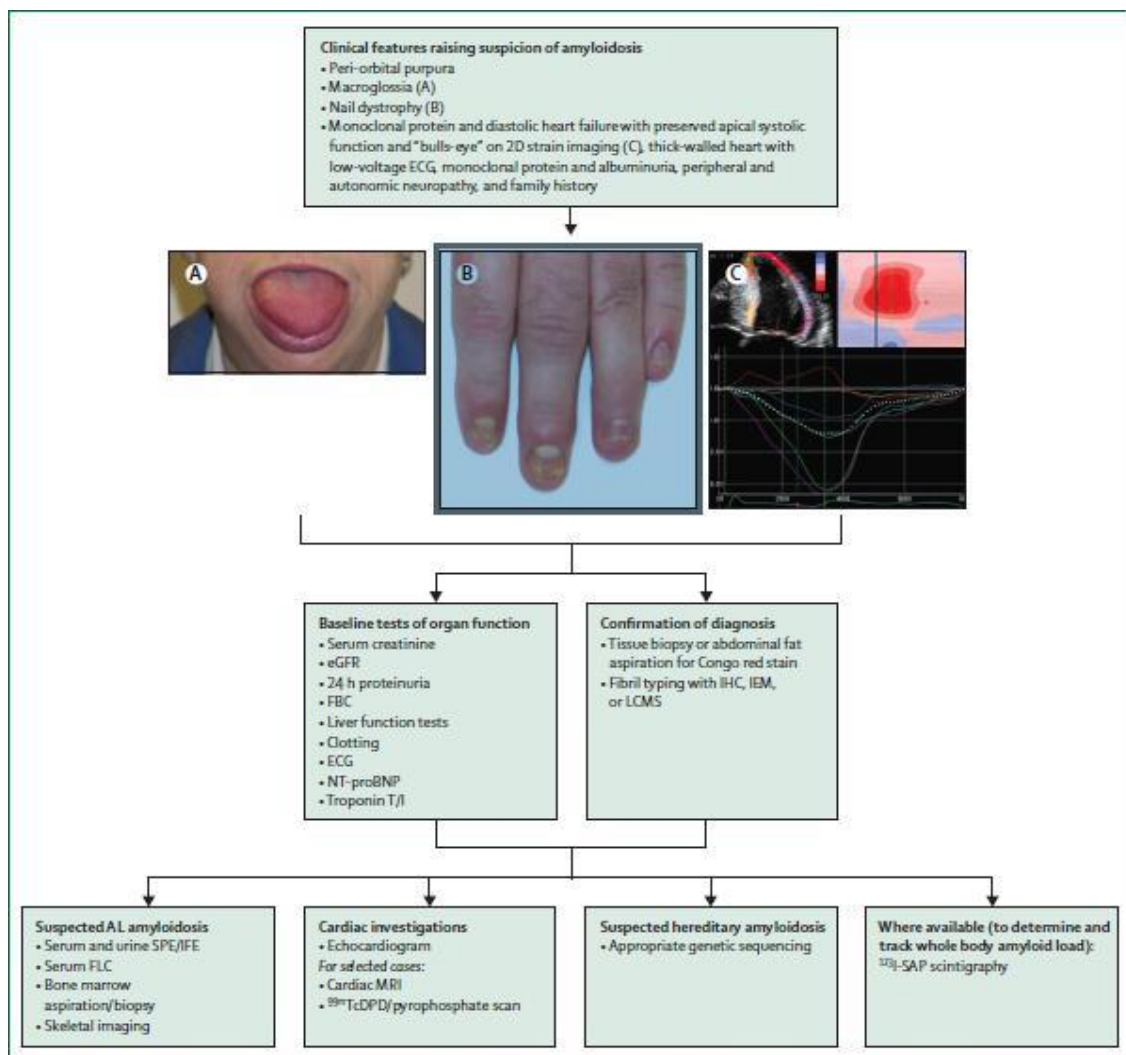 Clinical features raising suspicion of amyloidosis
• Peri-orbital purpura
• Macroglossia (A)
• Nail dystrophy (B)
• Monoclonal protein and diastolic heart failure with preserved apical systolic
function and "bulls-eye" on 2D strain imaging (C), thick-walled heart with
low-voltage ECG, monoclonal protein and albuminuria, peripheral and
autonomic neuropathy, and family history
A
B
C
Baseline tests of organ function
• Serum creatinine
• eGFR
• 24 h proteinuria
• FBC
• Liver function tests
• Clotting
• ECG
• NT-proBNP
• Troponin T/I
Confirmation of diagnosis
• Tissue biopsy or abdominal fat
aspiration for Congo red stain
• Fibril typing with IHC, IEM,
or LCMS
Suspected AL amyloidosis
• Serum and urine SPE/IFE
• Serum FLC
• Bone marrow
aspiration/biopsy
• Skeletal imaging
Cardiac investigations
• Echocardiogram
For selected cases:
• Cardiac MRI
• ⁹⁹ᵐTcDPD/pyrophosphate scan
Suspected hereditary amyloidosis
• Appropriate genetic sequencing
Where available (to determine and
track whole body amyloid load):
¹²³I-SAP scintigraphy